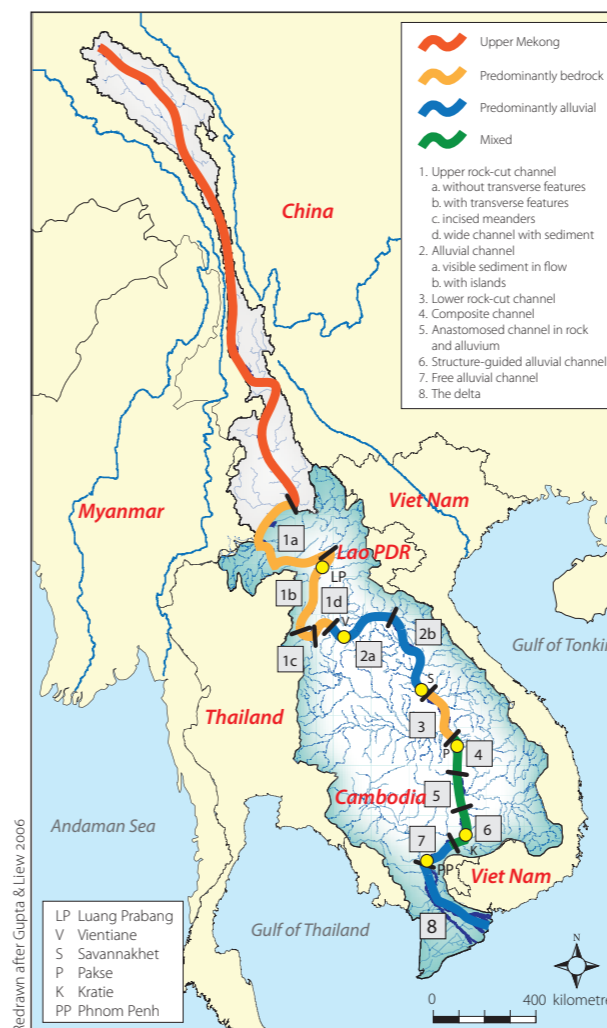 Upper Mekong
Predominantly bedrock
Predominantly alluvial
Mixed
1. Upper rock-cut channel
a. without transverse features
b. with transverse features
c. incised meanders
d. wide channel with sediment
2. Alluvial channel
a. visible sediment in flow
b. with islands
3. Lower rock-cut channel
4. Composite channel
5. Anastomosed channel in rock
and alluvium
6. Structure-guided alluvial channel
7. Free alluvial channel
8. The delta
China
Myanmar
Viet Nam
1a
Lao PDR
LP
1b
1d
V
2b
1c
2a
Gulf of Tonkin
S
Thailand
3
P
4
5
Cambodia
Andaman Sea
7
6
K
PP
Viet Nam
Gulf of Thailand
8
LP Luang Prabang
V Vientiane
S Savannakhet
P Pakse
K Kratie
PP Phnom Penh
N
0 400 kilometre
Redrawn after Gupta & Liew 2006